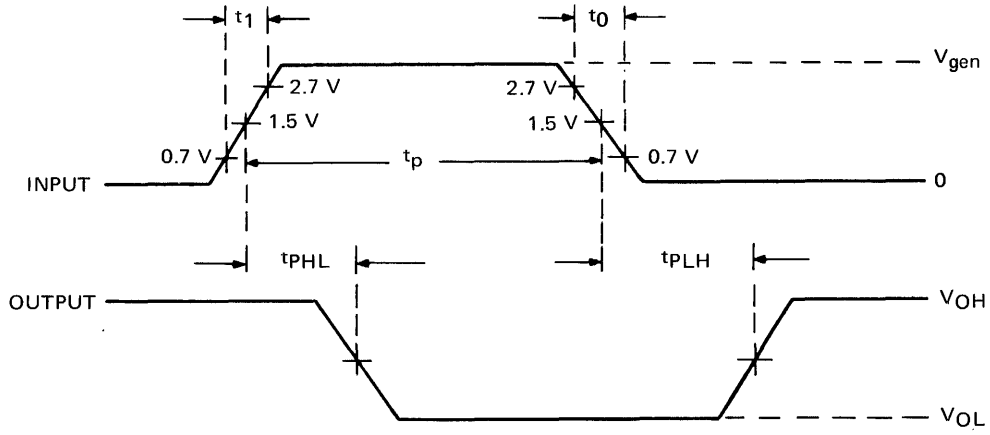 t1
t0
Vgen
2.7 V
2.7 V
1.5 V
1.5 V
0.7 V
tp
0.7 V
INPUT
0
tPHL
tPLH
OUTPUT
VOH
VOL